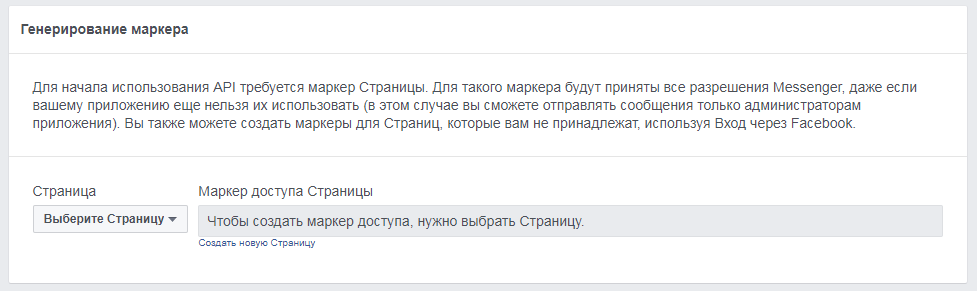 Генерирование маркера
Для начала использования API требуется маркер Страницы. Для такого маркера будут приняты все разрешения Messenger, даже если
вашему приложению еще нельзя их использовать (в этом случае вы сможете отправлять сообщения только администраторам
приложения). Вы также можете создать маркеры для Страниц, которые вам не принадлежат, используя Вход через Facebook.
Страница
Маркер доступа Страницы
Выберите Страницу
Чтобы создать маркер доступа, нужно выбрать Страницу.
Создать новую Страницу